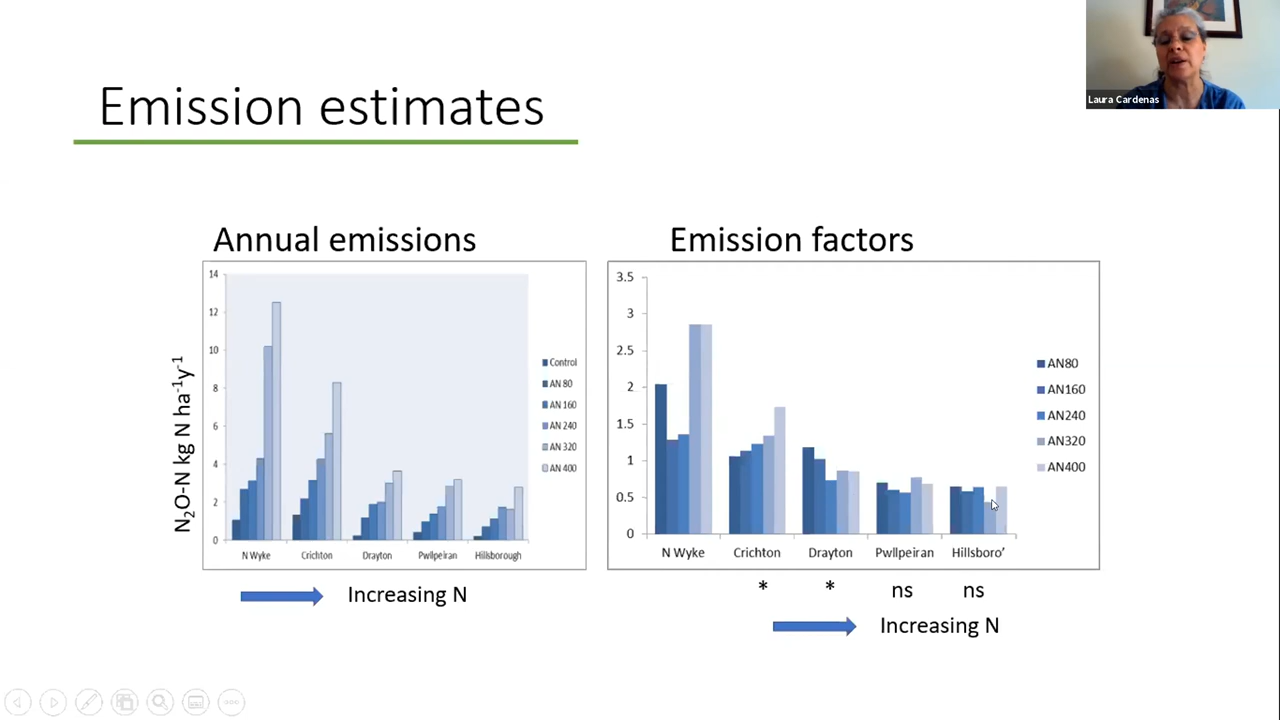 Laura Cardenas
Emission estimates
Annual emissions
N2O-N kg N ha-1y-1
14
12
10
8
6
4
2
0
N Wyke
Crichton
Drayton
Pwllpeiran
Hillsborough
Control
AN 80
AN 160
AN 240
AN 320
AN 400
Increasing N
Emission factors
3.5
3
2.5
2
1.5
1
0.5
0
N Wyke
Crichton
Drayton
Pwllpeiran
Hillsboro'
AN80
AN160
AN240
AN320
AN400
* * ns ns
Increasing N